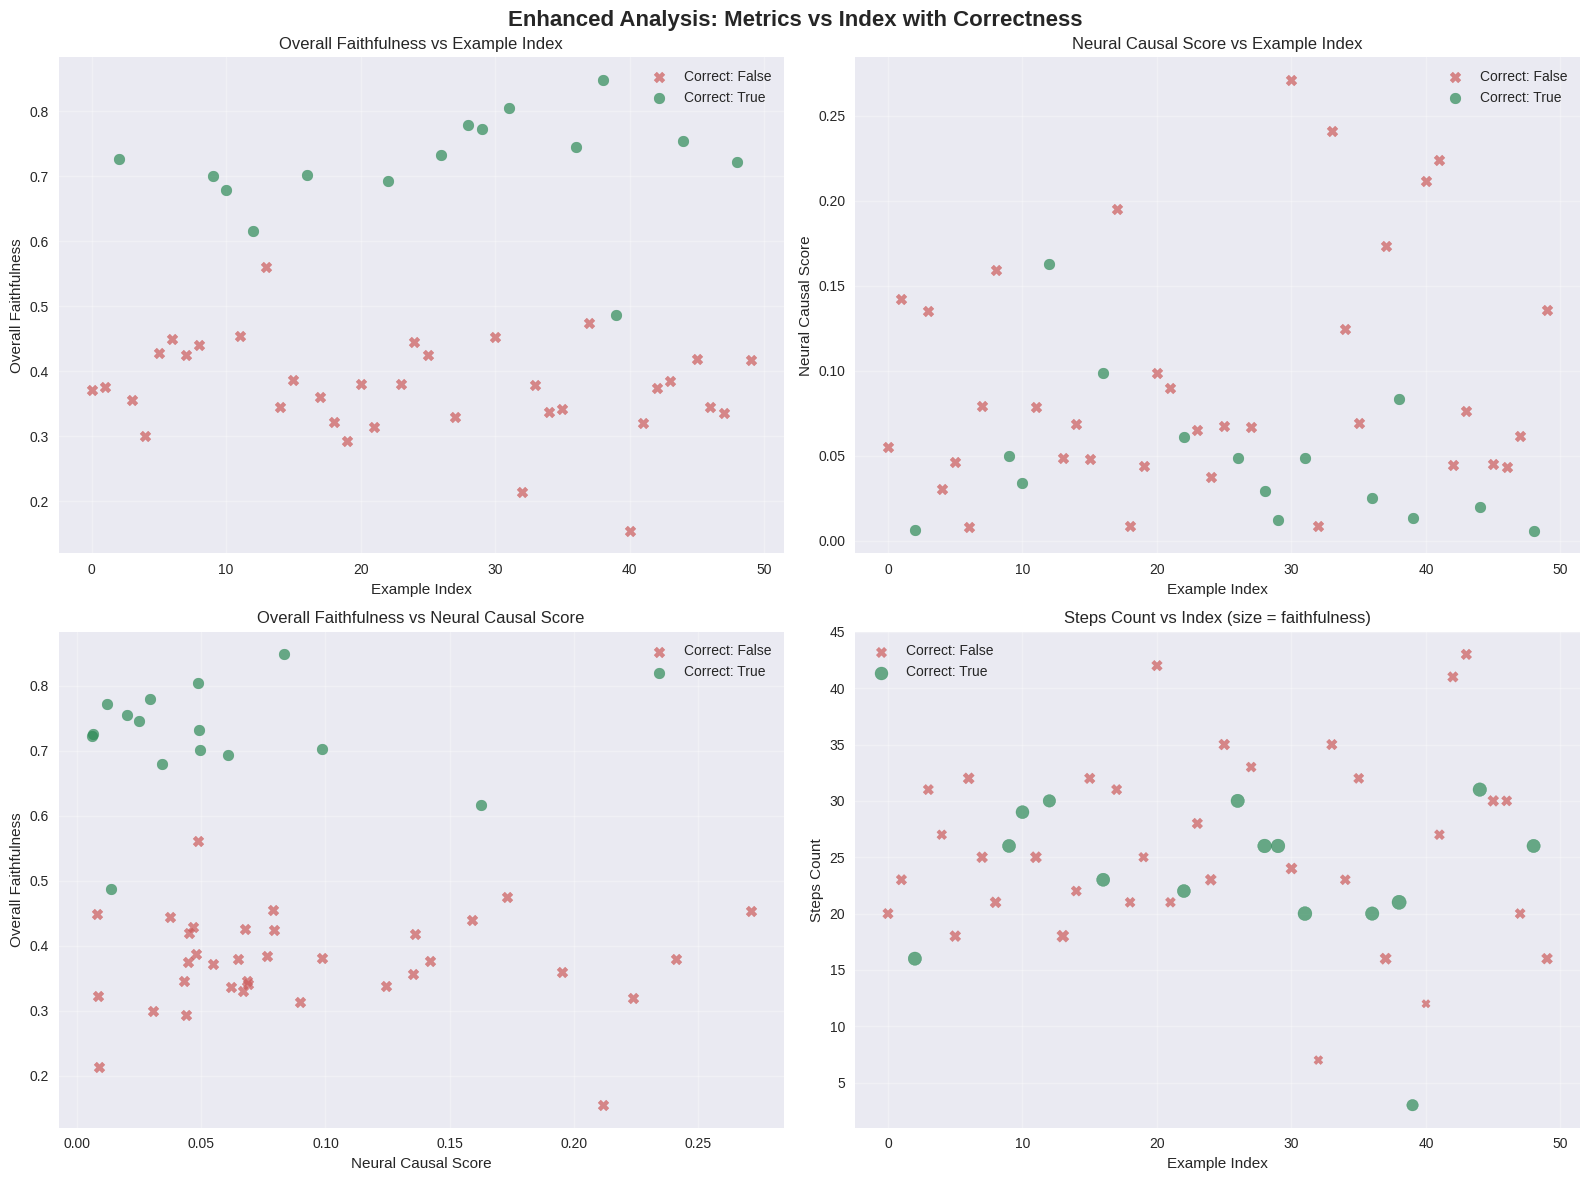 Enhanced Analysis: Metrics vs Index with Correctness
Overall Faithfulness vs Example Index
Correct: False
Correct: True
0.8
0.7
0.6
0.5
0.4
0.3
0.2
Overall Faithfulness
0 10 20 30 40 50
Example Index
Neural Causal Score vs Example Index
Correct: False
Correct: True
0.25
0.20
0.15
0.10
0.05
0.00
Neural Causal Score
0 10 20 30 40 50
Example Index
Overall Faithfulness vs Neural Causal Score
Correct: False
Correct: True
0.8
0.7
0.6
0.5
0.4
0.3
0.2
Overall Faithfulness
0.00 0.05 0.10 0.15 0.20 0.25
Neural Causal Score
Steps Count vs Index (size = faithfulness)
Correct: False
Correct: True
45
40
35
30
25
20
15
10
5
Steps Count
0 10 20 30 40 50
Example Index